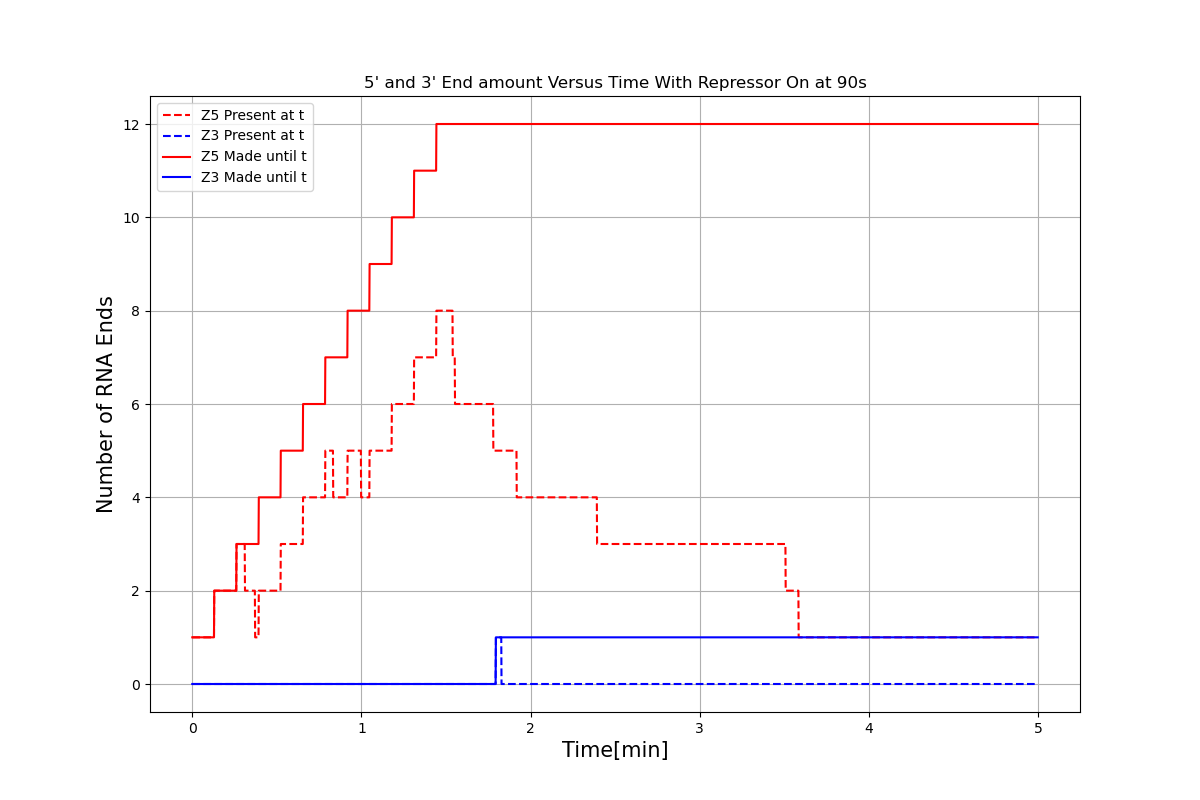 5' and 3' End amount Versus Time With Repressor On at 90s
Z5 Present at t
Z3 Present at t
Z5 Made until t
Z3 Made until t
12
10
8
6
4
2
0
Number of RNA Ends
0 1 2 3 4 5
Time[min]